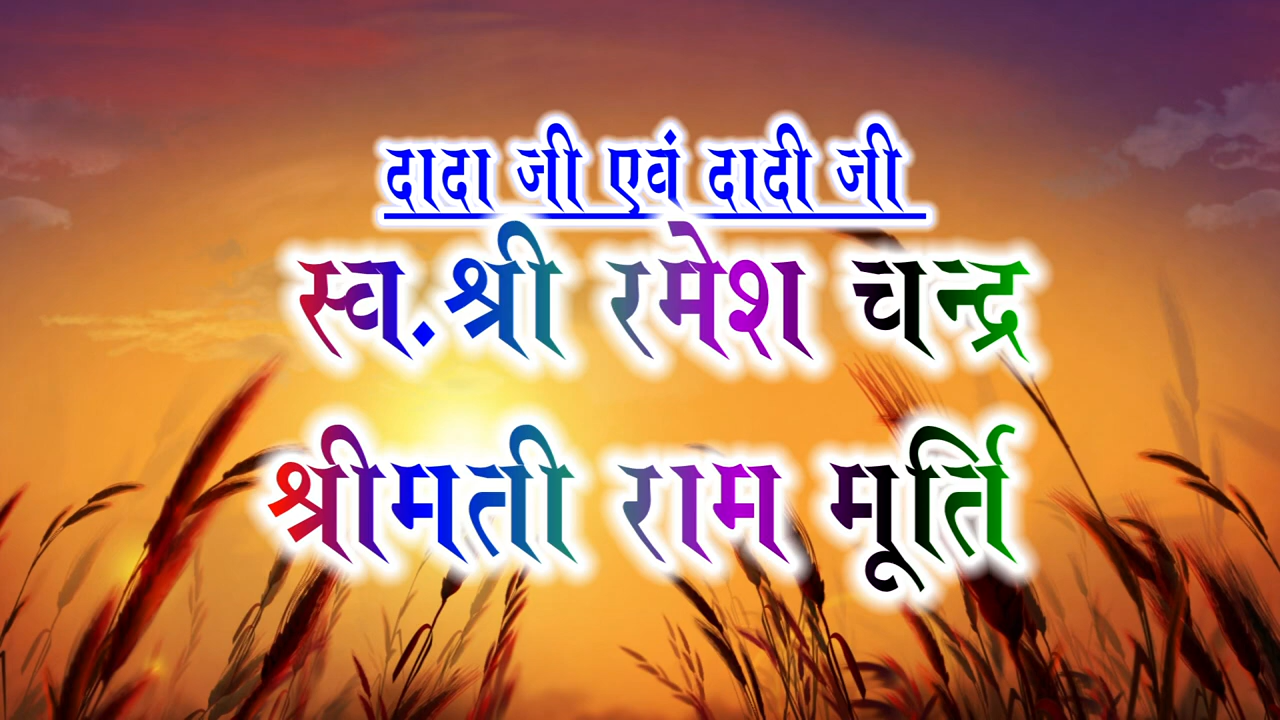 दादा जी एवं दादी जी
स्व.श्री रमेश चन्द्र
श्रीमती राम मूर्ति